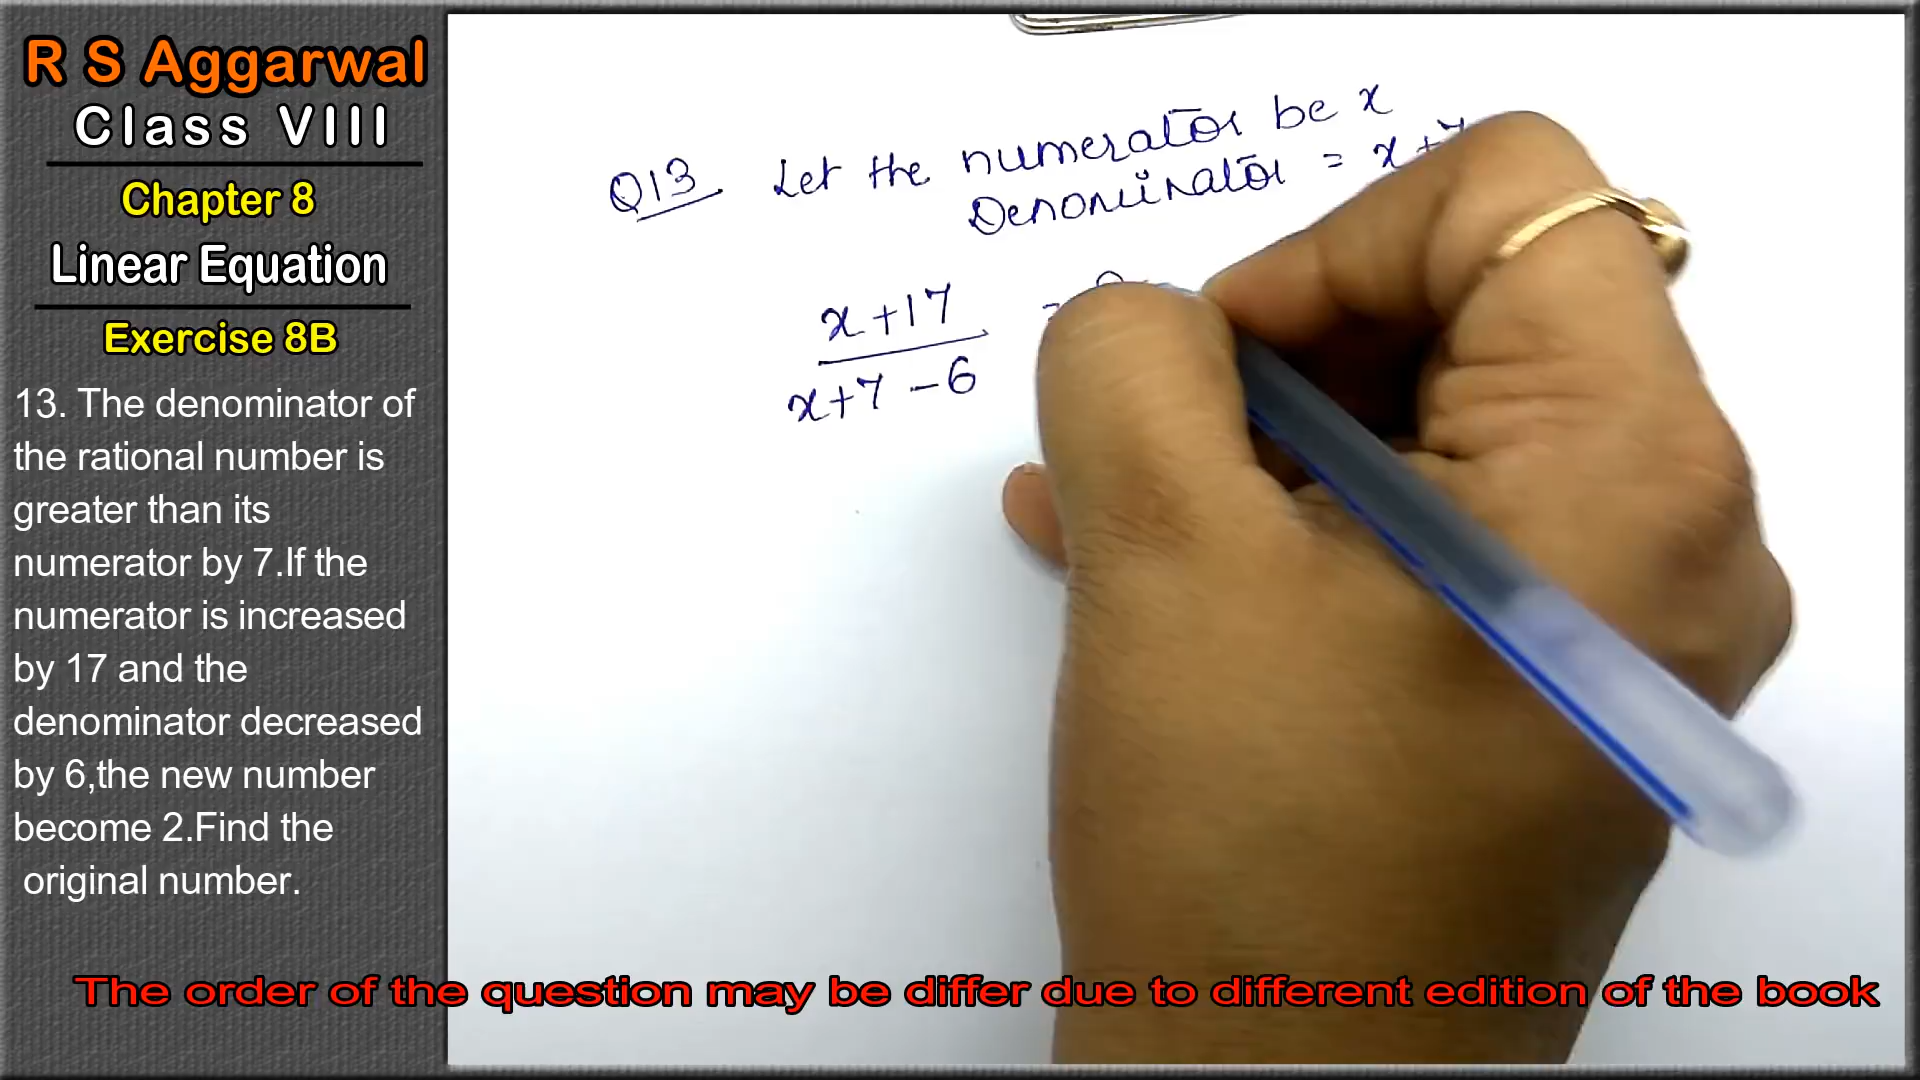 R S Aggarwal
Class VIII
Chapter 8
Linear Equation
Exercise 8B
13. The denominator of
the rational number is
greater than its
numerator by 7.If the
numerator is increased
by 17 and the
denominator decreased
by 6,the new number
become 2.Find the
original number.
Q13. Let the numerator be x
Denominator = x+7
x+17 =
x+7-6
The order of the question may be differ due to different edition of the book